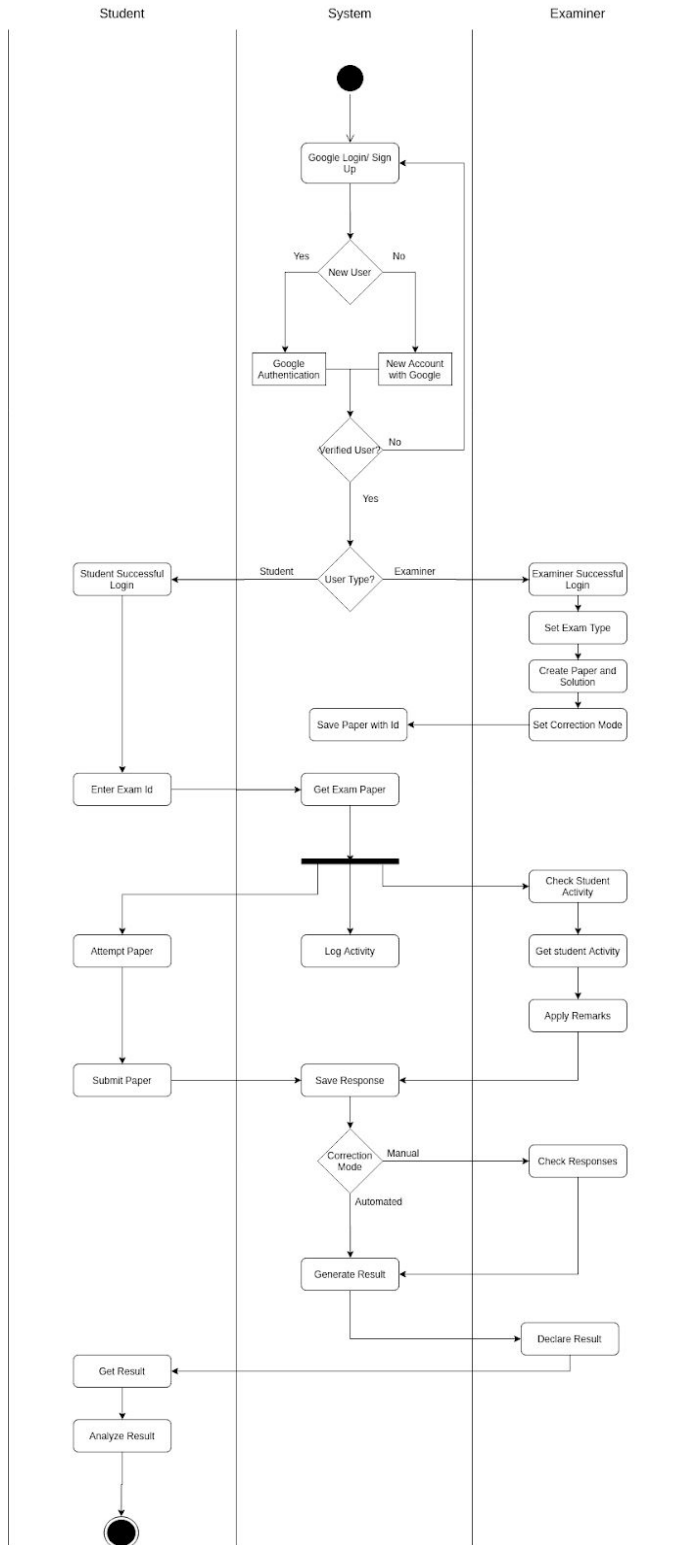 Student
System
Examiner
Google Login/ Sign
Up
Yes
No
New User
Google
Authentication
New Account
with Google
Verified User?
No
Yes
Student Successful
Login
Student
User Type?
Examiner
Examiner Successful
Login
Set Exam Type
Create Paper and
Solution
Save Paper with Id
Set Correction Mode
Enter Exam Id
Get Exam Paper
Check Student
Activity
Attempt Paper
Log Activity
Get student Activity
Apply Remarks
Submit Paper
Save Response
Correction
Mode
Manual
Check Responses
Automated
Generate Result
Declare Result
Get Result
Analyze Result